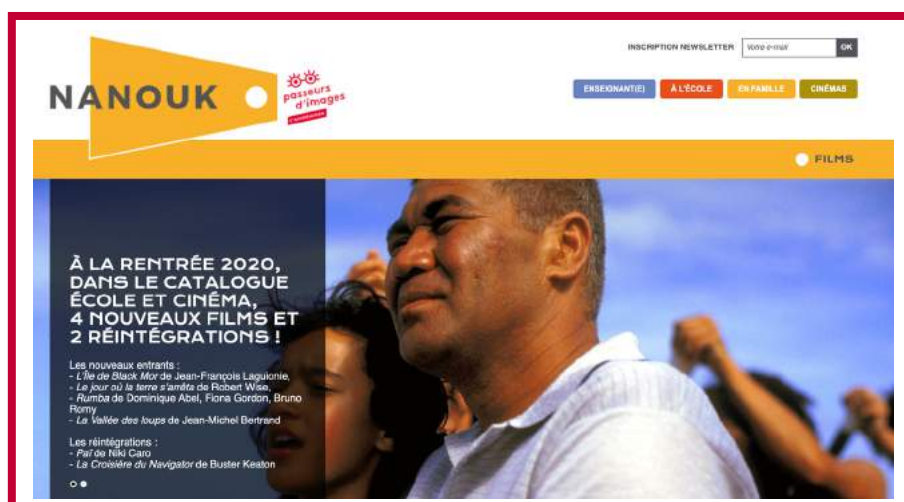 INSCRIPTION NEWSLETTER Votre e-mail OK
NANOUK
passeurs
d'images
ENSEIGNANT(E) À L'ÉCOLE EN FAMILLE CINÉMAS
FILMS
À LA RENTRÉE 2020,
DANS LE CATALOGUE
ÉCOLE ET CINÉMA,
4 NOUVEAUX FILMS ET
2 RÉINTÉGRATIONS !
Les nouveaux entrants :
- L'Île de Black Mor de Jean-François Laguionie,
- Le jour où la terre s'arrêta de Robert Wise,
- Rumba de Dominique Abel, Fiona Gordon, Bruno
Romy
- La Vallée des loups de Jean-Michel Bertrand
Les réintégrations :
- Paï de Niki Caro
- La Croisière du Navigator de Buster Keaton